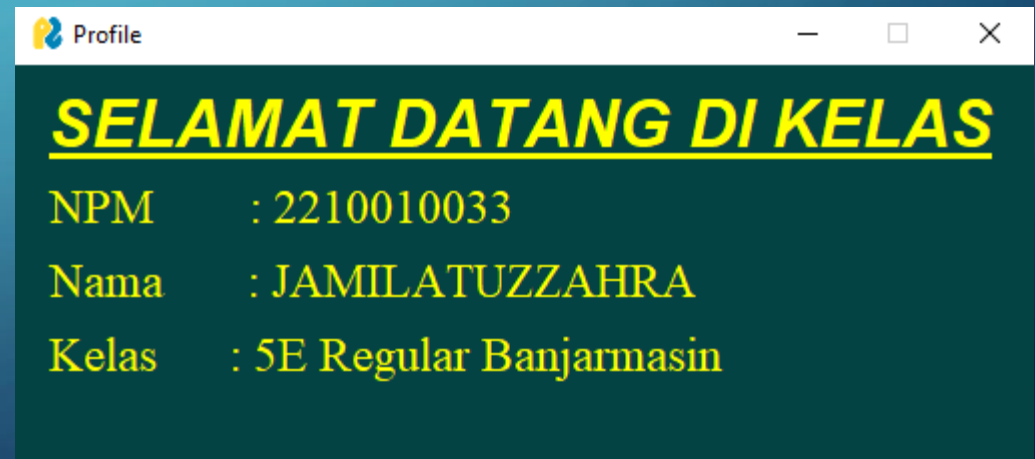 Profile
SELAMAT DATANG DI KELAS
NPM : 2210010033
Nama : JAMILATUZZAHRA
Kelas : 5E Regular Banjarmasin